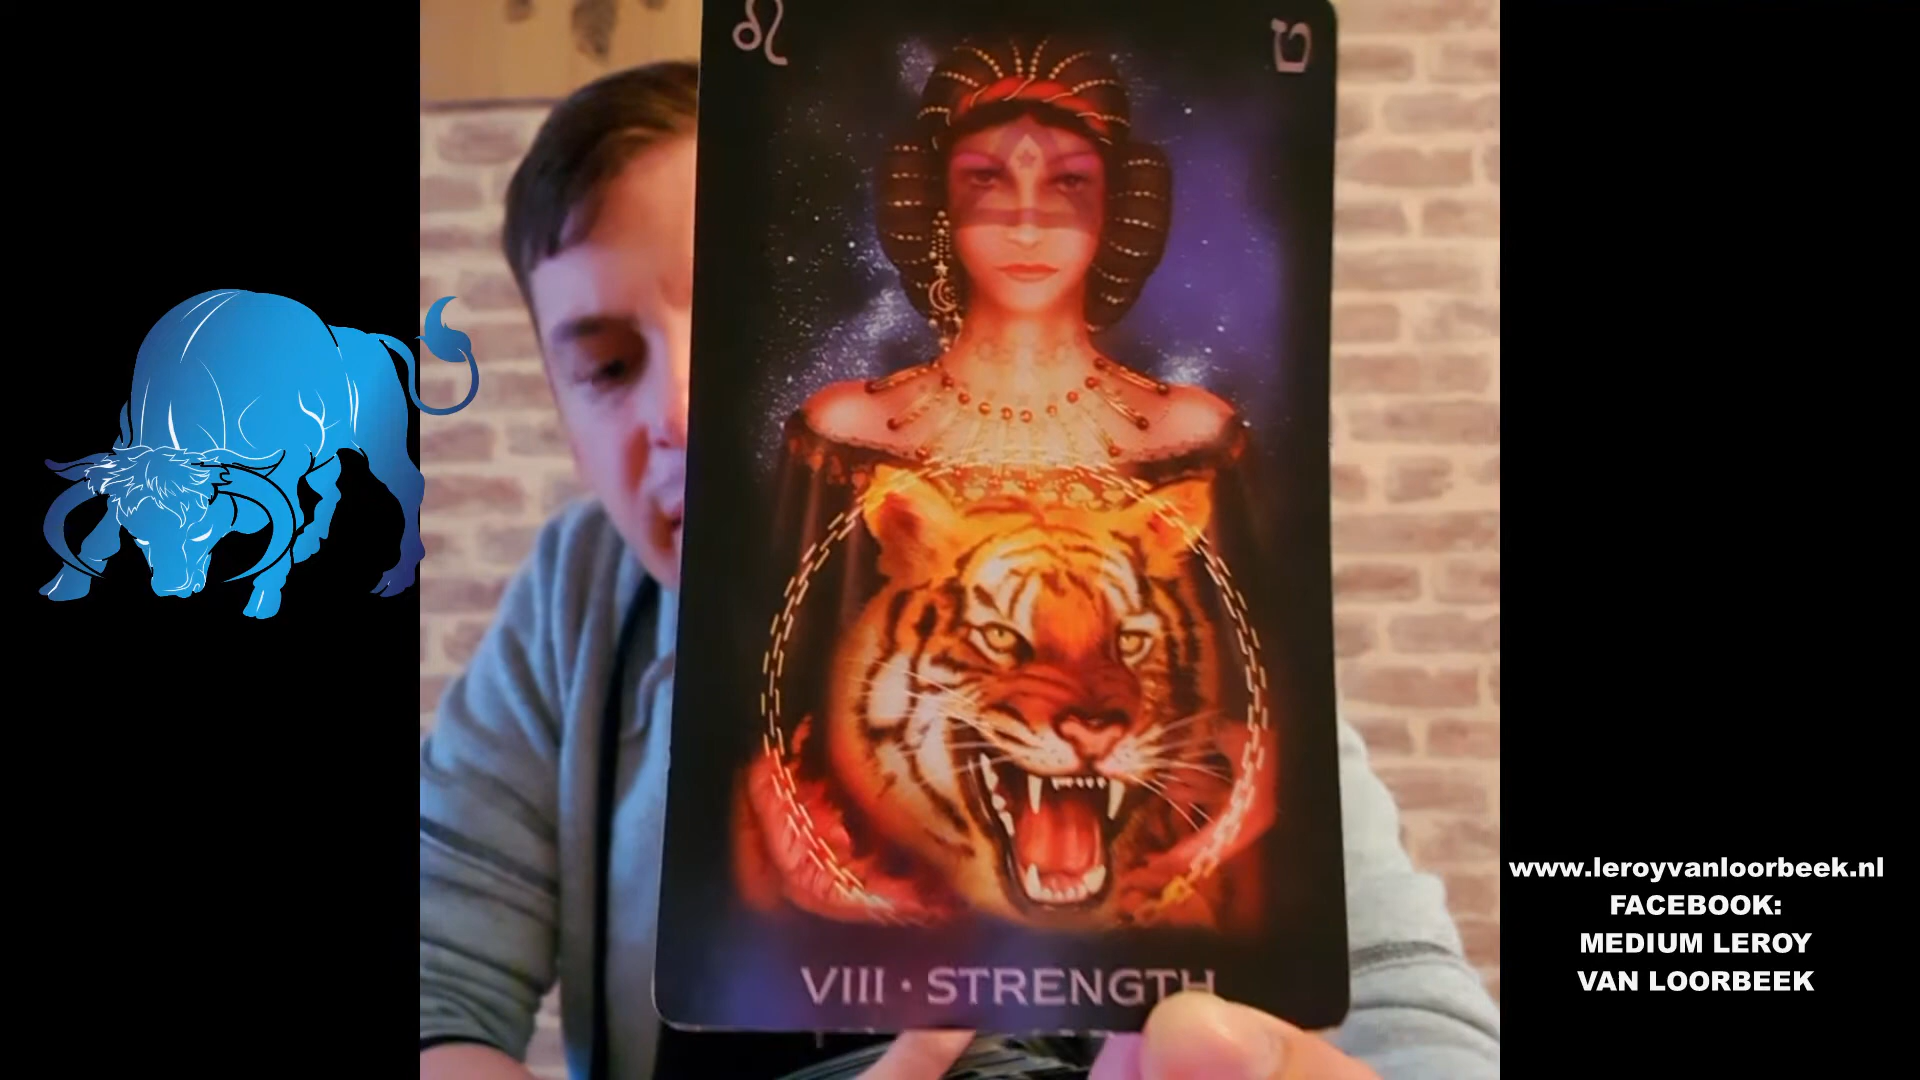 ♌ ט
VIII · STRENGTH
www.leroyvanloorbeek.nl
FACEBOOK:
MEDIUM LEROY
VAN LOORBEEK